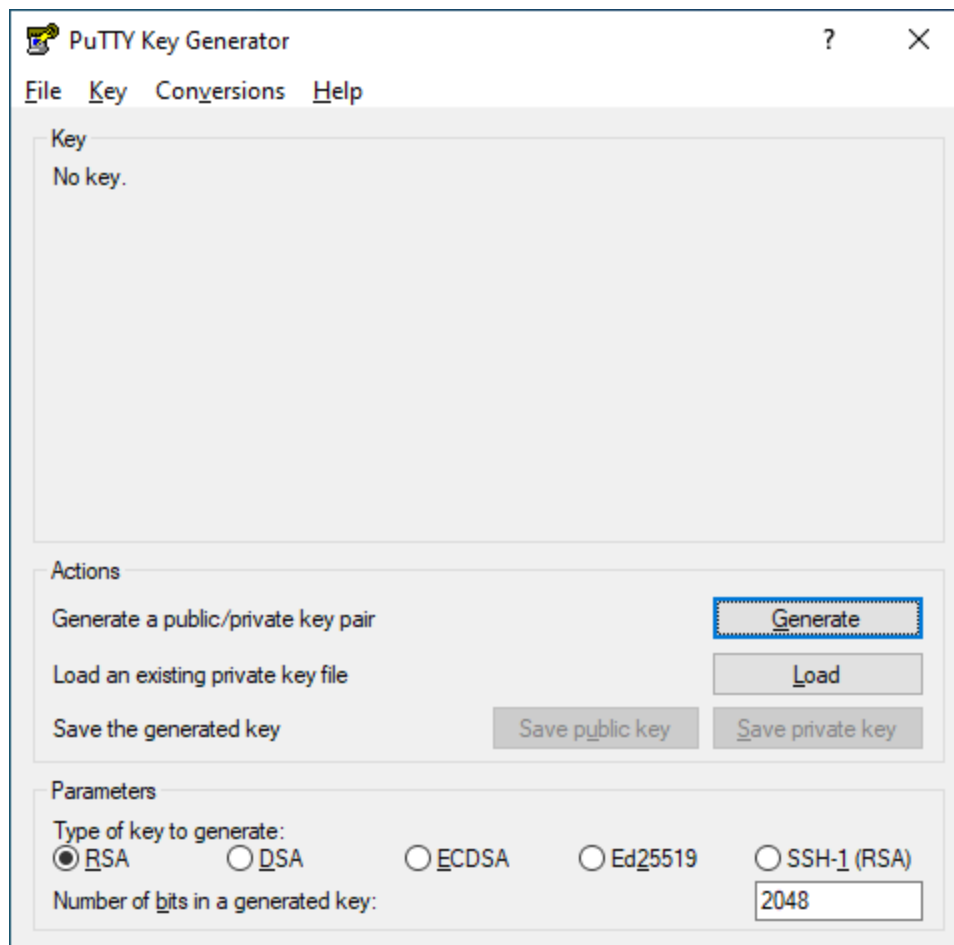 PuTTY Key Generator ? ×
File Key Conversions Help
Key
No key.
Actions
Generate a public/private key pair Generate
Load an existing private key file Load
Save the generated key Save public key Save private key
Parameters
Type of key to generate:
RSA DSA ECDSA Ed25519 SSH-1 (RSA)
Number of bits in a generated key: 2048